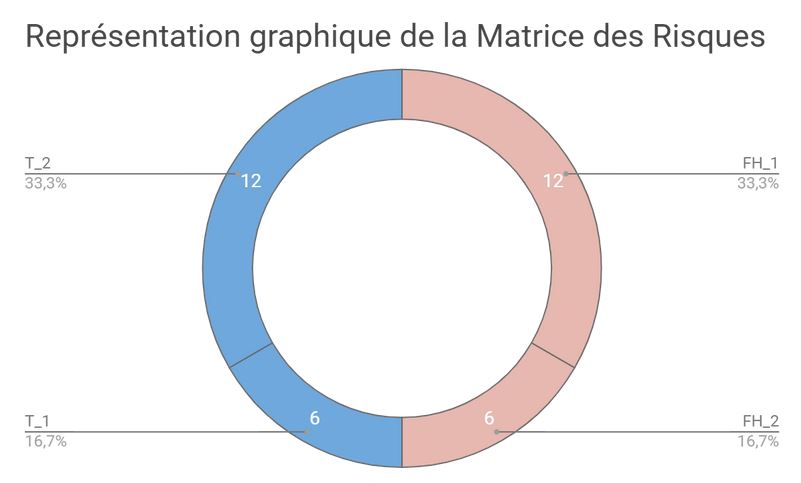 Représentation graphique de la Matrice des Risques
T_2
33,3%
12
12
FH_1
33,3%
T_1
16,7%
6
6
FH_2
16,7%